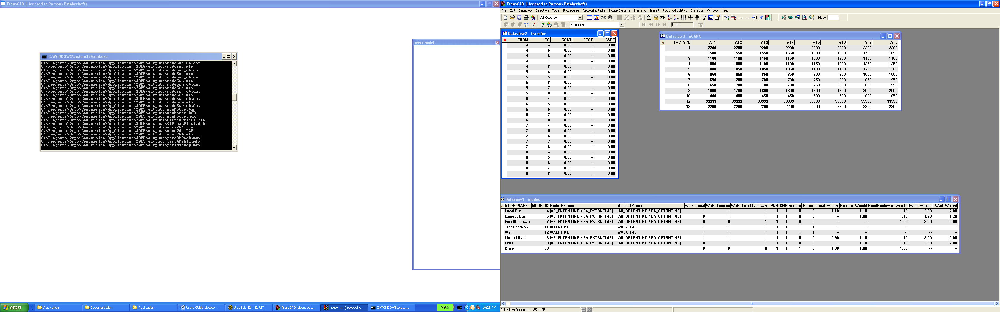 TransCAD (Licensed to Parsons Brinkerhoff)
OAHU Model
C:\WINDOWS\system32\cmd.exe
C:\Projects\Ompo\Conversion\Application\2005\outputs\mode5nn_ub.dat
C:\Projects\Ompo\Conversion\Application\2005\outputs\mode5no.mtx
C:\Projects\Ompo\Conversion\Application\2005\outputs\mode5no_ub.dat
C:\Projects\Ompo\Conversion\Application\2005\outputs\mode5ns.mtx
C:\Projects\Ompo\Conversion\Application\2005\outputs\mode5ns_ub.dat
C:\Projects\Ompo\Conversion\Application\2005\outputs\mode5wh.mtx
C:\Projects\Ompo\Conversion\Application\2005\outputs\mode5wh_ub.dat
C:\Projects\Ompo\Conversion\Application\2005\outputs\mode5wn.mtx
C:\Projects\Ompo\Conversion\Application\2005\outputs\mode5wn_ub.dat
C:\Projects\Ompo\Conversion\Application\2005\outputs\mode5wo.mtx
C:\Projects\Ompo\Conversion\Application\2005\outputs\mode5wo_ub.dat
C:\Projects\Ompo\Conversion\Application\2005\outputs\mode5ww.mtx
C:\Projects\Ompo\Conversion\Application\2005\outputs\mode5ww_ub.dat
C:\Projects\Ompo\Conversion\Application\2005\outputs\nonMotor.bin
C:\Projects\Ompo\Conversion\Application\2005\outputs\nonMotor.DCB
C:\Projects\Ompo\Conversion\Application\2005\outputs\nonMotor.mtx
C:\Projects\Ompo\Conversion\Application\2005\outputs\OffpeakFlow1.bin
C:\Projects\Ompo\Conversion\Application\2005\outputs\OffpeakFlow1.dcb
C:\Projects\Ompo\Conversion\Application\2005\outputs\ones764.bin
C:\Projects\Ompo\Conversion\Application\2005\outputs\ones764.DCB
C:\Projects\Ompo\Conversion\Application\2005\outputs\ones764.mtx
C:\Projects\Ompo\Conversion\Application\2005\outputs\persAMPeak.mtx
C:\Projects\Ompo\Conversion\Application\2005\outputs\persAMShld.mtx
C:\Projects\Ompo\Conversion\Application\2005\outputs\persMidday.mtx
start Application Documentation Application Users GUide_2.docx -... UltraEdit-32 - [Edit2*] TransCAD (Licensed t... TransCAD (Licensed t... C:\WINDOWS\syste... 99% 10:25 AM
TransCAD (Licensed to Parsons Brinkerhoff)
File Edit Dataview Selection Tools Procedures Networks/Paths Route Systems Planning Transit Routing/Logistics Statistics Window Help
All Records X$ Flags
Selection 0 of 0
Dataview2 - transfer
FROM TO COST STOP FARE
4 4 0.00 -- 0.00
4 5 0.00 -- 0.00
4 6 0.00 -- 0.00
4 7 0.00 -- 0.00
4 8 0.00 -- 0.00
5 4 0.00 -- 0.00
5 5 0.00 -- 0.00
5 6 0.00 -- 0.00
5 7 0.00 -- 0.00
5 8 0.00 -- 0.00
6 4 0.00 -- 0.00
6 5 0.00 -- 0.00
6 6 0.00 -- 0.00
6 7 0.00 -- 0.00
6 8 0.00 -- 0.00
7 4 0.00 -- 0.00
7 5 0.00 -- 0.00
7 6 0.00 -- 0.00
7 7 0.00 -- 0.00
7 8 0.00 -- 0.00
8 4 0.00 -- 0.00
8 5 0.00 -- 0.00
8 6 0.00 -- 0.00
8 7 0.00 -- 0.00
8 8 0.00 -- 0.00
Dataview3 - ACAPA
FACTYPE AT1 AT2 AT3 AT4 AT5 AT6 AT7 AT8
1 2200 2200 2200 2200 2200 2200 2200 2200
2 1500 1550 1550 1550 1600 1650 1750 1850
3 1100 1100 1150 1150 1200 1300 1400 1450
4 1050 1050 1100 1100 1150 1200 1250 1350
5 1000 1050 1050 1050 1100 1150 1200 1300
6 850 850 850 850 900 950 1000 1050
7 650 700 700 700 750 800 850 950
8 650 700 700 700 750 800 850 950
9 1600 1700 1800 1800 1900 1900 2000 2000
10 400 400 450 450 500 500 600 650
12 99999 99999 99999 99999 99999 99999 99999 99999
13 2200 2200 2200 2200 2200 2200 2200 2200
Dataview1 - modes
MODE_NAME MODE_ID Mode_PKTime Mode_OPTime Walk_Local Walk_Express Walk_FixedGuideway PNR KNR Access Egress Local_Weight Express_Weight FixedGuideway_Weight IWait_Weight XWait_Weight
Local Bus 4 [AB_PKTRNTIME / BA_PKTRNTIME] [AB_OPTRNTIME / BA_OPTRNTIME] 1 1 1 1 1 0 0 1.10 1.10 1.10 2.00 2.00
Express Bus 5 [AB_PKTRNTIME / BA_PKTRNTIME] [AB_OPTRNTIME / BA_OPTRNTIME] 0 1 1 1 1 0 0 -- 1.00 1.10 1.20 1.20
FixedGuideway 7 [AB_PKTRNTIME / BA_PKTRNTIME] [AB_OPTRNTIME / BA_OPTRNTIME] 0 0 1 1 1 0 0 -- -- 1.00 2.00 2.00
Transfer Walk 11 WALKTIME WALKTIME 1 1 1 1 1 1 1 -- -- -- -- --
Walk 12 WALKTIME WALKTIME 1 1 1 1 1 1 1 -- -- -- -- --
Limited Bus 6 [AB_PKTRNTIME / BA_PKTRNTIME] [AB_OPTRNTIME / BA_OPTRNTIME] 1 1 1 1 1 0 0 0.90 1.10 1.10 2.00 2.00
Ferry 8 [AB_PKTRNTIME / BA_PKTRNTIME] [AB_OPTRNTIME / BA_OPTRNTIME] 0 1 1 1 1 0 0 -- 1.10 1.10 2.00 2.00
Drive 99 0 0 0 1 1 1 0 1.00 1.00 1.00 -- --
Dataview: Records 1 - 25 of 25